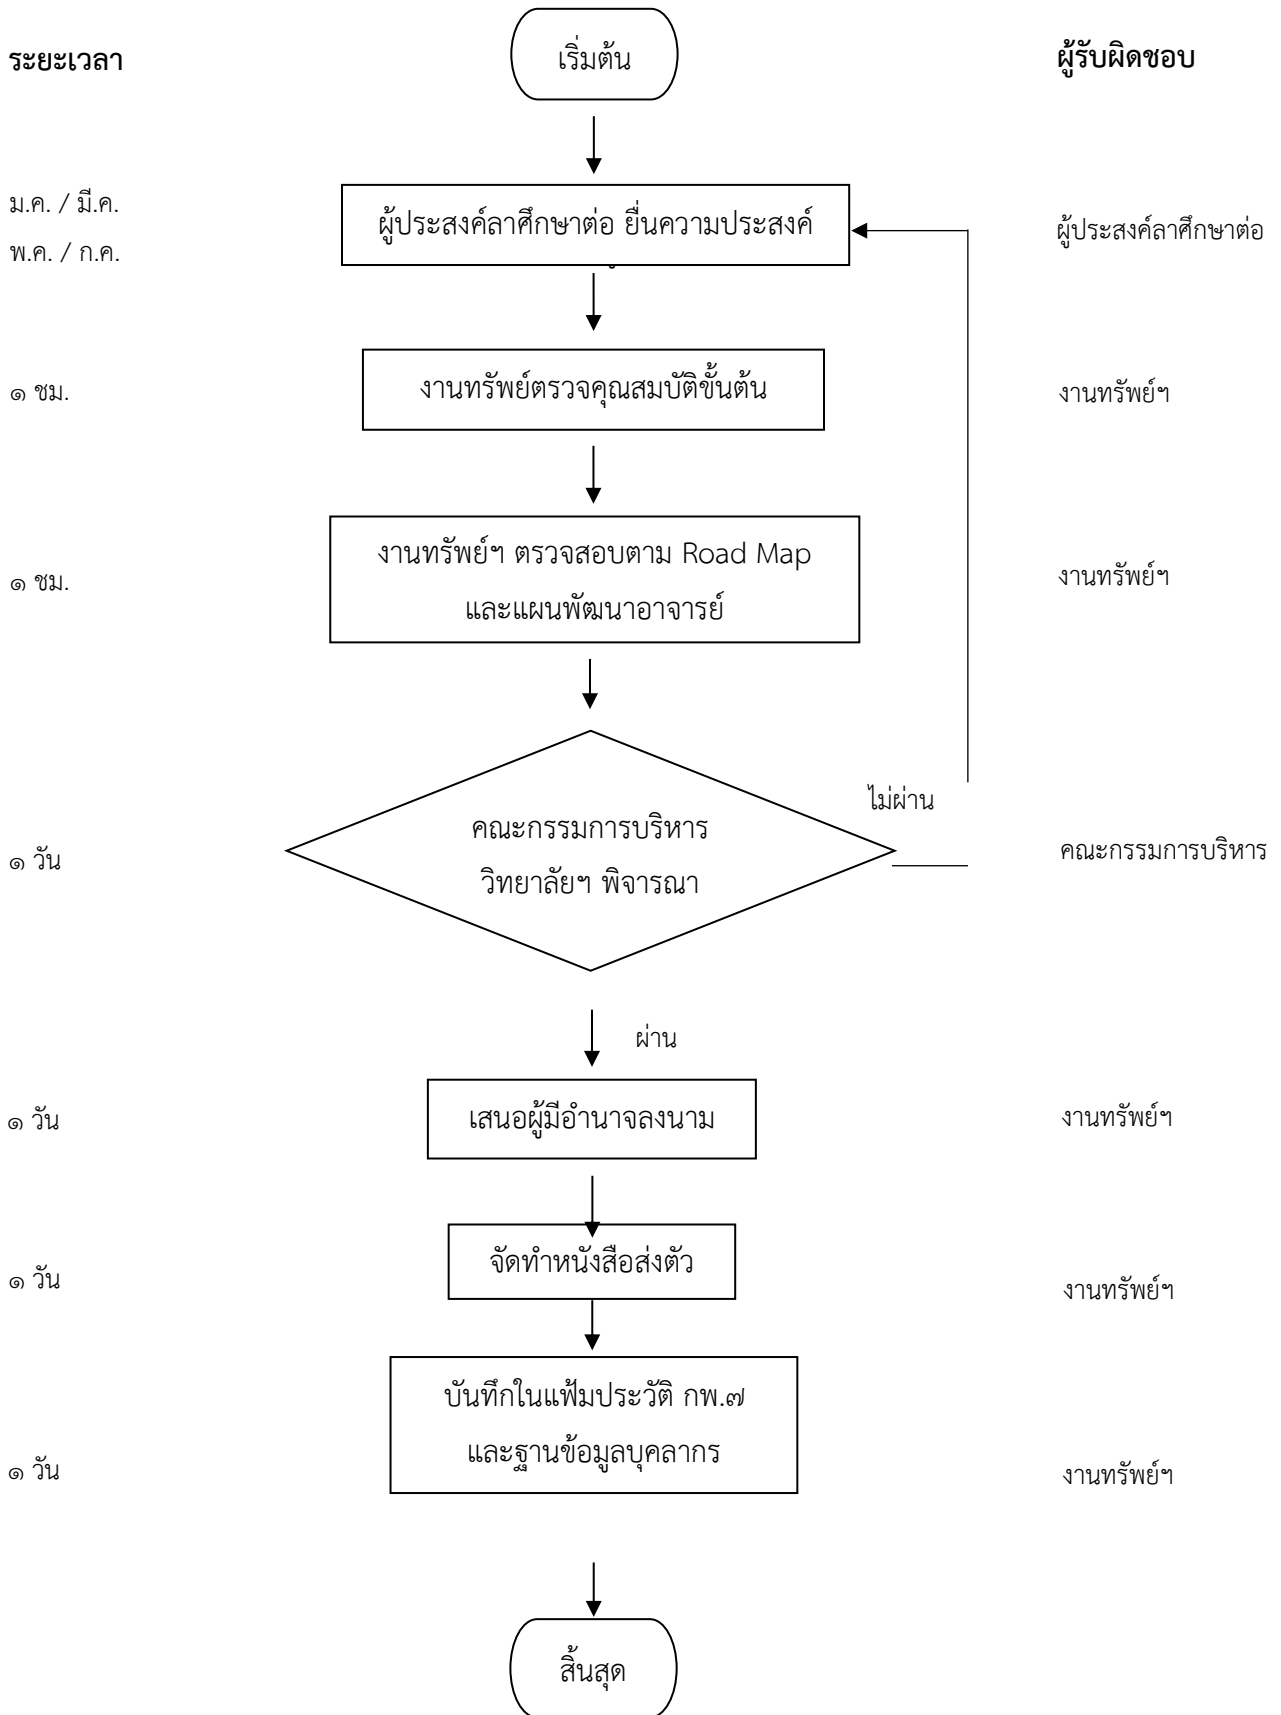 เริ่มต้น
ระยะเวลา
ผู้รับผิดชอบ
ม.ค. / มี.ค.
พ.ค. / ก.ค.
ผู้ประสงค์ลาศึกษาต่อ ยื่นความประสงค์
ผู้ประสงค์ลาศึกษาต่อ
๑ ชม.
งานทรัพย์ตรวจคุณสมบัติขั้นต้น
งานทรัพย์ฯ
๑ ชม.
งานทรัพย์ฯ ตรวจสอบตาม Road Map
และแผนพัฒนาอาจารย์
งานทรัพย์ฯ
ไม่ผ่าน
๑ วัน
คณะกรรมการบริหาร
วิทยาลัยฯ พิจารณา
คณะกรรมการบริหาร
ผ่าน
๑ วัน
เสนอผู้มีอำนาจลงนาม
งานทรัพย์ฯ
๑ วัน
จัดทำหนังสือส่งตัว
งานทรัพย์ฯ
๑ วัน
บันทึกในแฟ้มประวัติ กพ.๗
และฐานข้อมูลบุคลากร
งานทรัพย์ฯ
สิ้นสุด